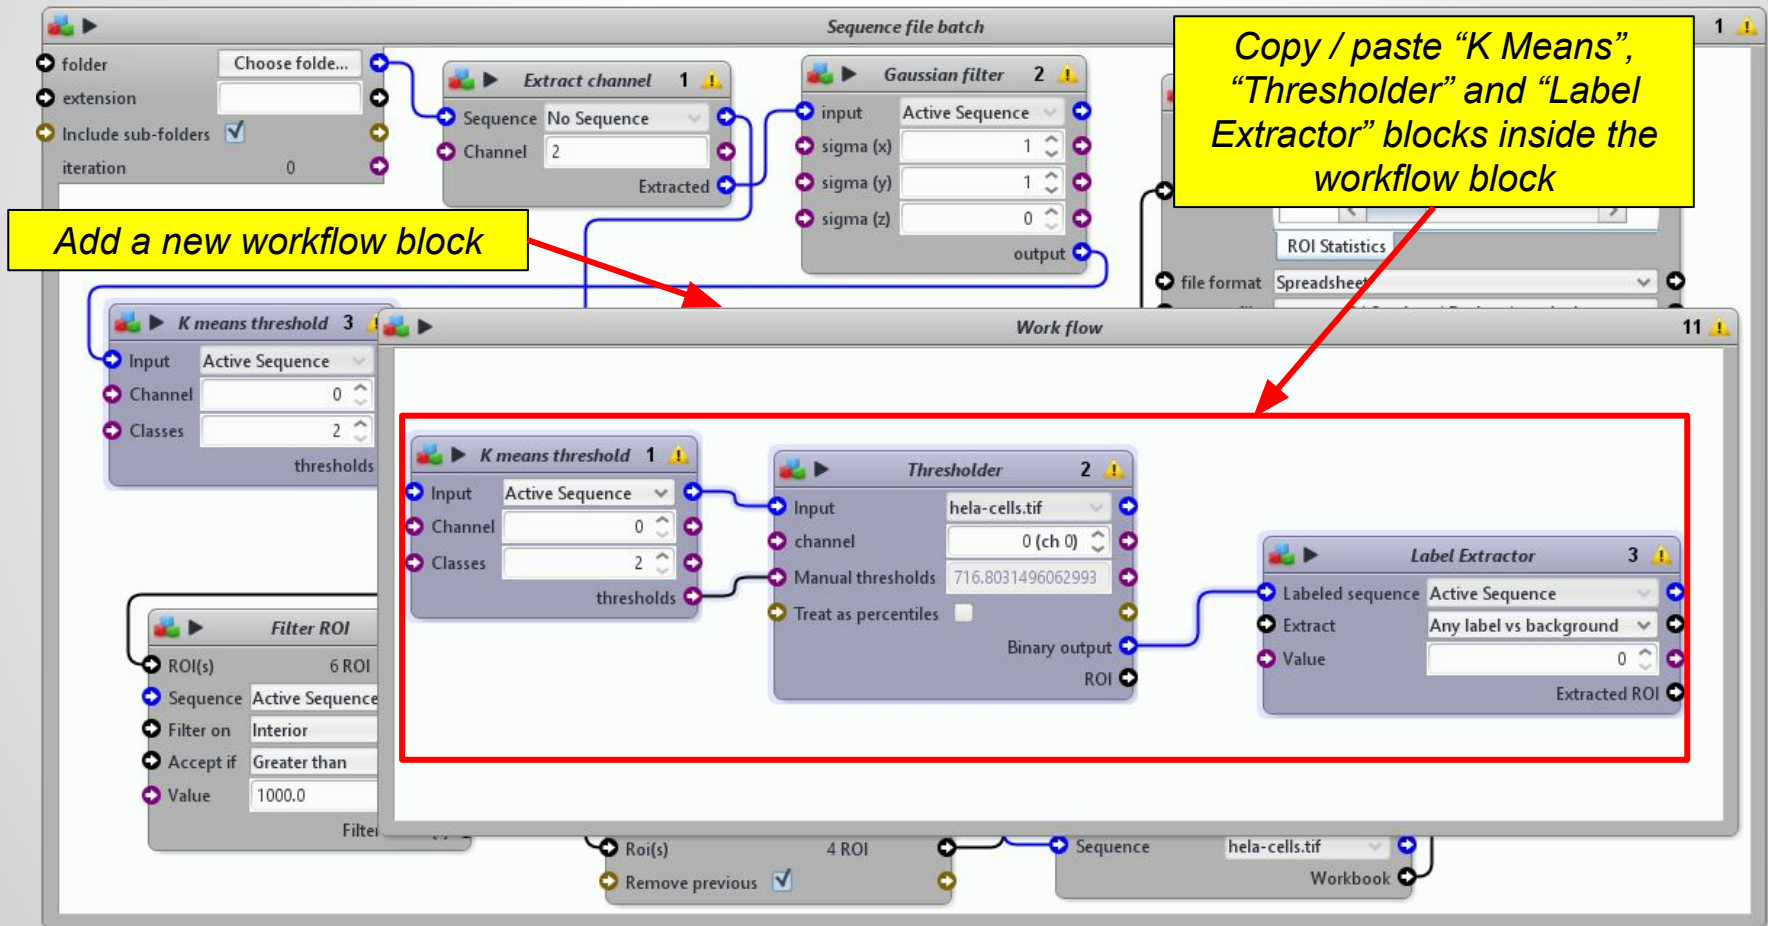 Sequence file batch 1
Copy / paste “K Means”,
“Thresholder” and “Label
Extractor” blocks inside the
workflow block
folder Choose folde...
extension
Include sub-folders
iteration 0
Extract channel 1
Sequence No Sequence
Channel 2
Extracted
Gaussian filter 2
input Active Sequence
sigma (x) 1
sigma (y) 1
sigma (z) 0
output
ROI Statistics
file format Spreadsheet
Add a new workflow block
K means threshold 3
Input Active Sequence
Channel 0
Classes 2
thresholds
Work flow 11
K means threshold 1
Input Active Sequence
Channel 0
Classes 2
thresholds
Thresholder 2
Input hela-cells.tif
channel 0 (ch 0)
Manual thresholds 716.8031496062993
Treat as percentiles
Binary output
ROI
Label Extractor 3
Labeled sequence Active Sequence
Extract Any label vs background
Value 0
Extracted ROI
Filter ROI
ROI(s) 6 ROI
Sequence Active Sequence
Filter on Interior
Accept if Greater than
Value 1000.0
Filte
Roi(s) 4 ROI
Remove previous
Sequence hela-cells.tif
Workbook